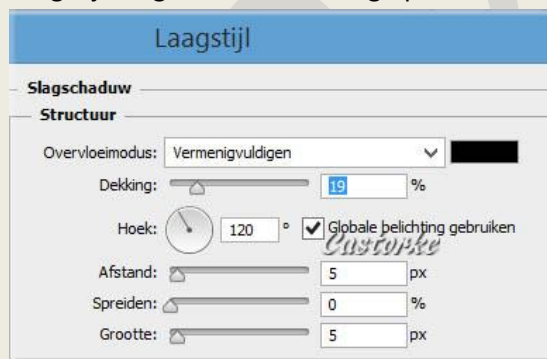 Laagstijl
Slagschaduw
Structuur
Overvloeimodus: Vermenigvuldigen
Dekking: 19 %
Hoek: 120 ° Globale belichting gebruiken
Castorke
Afstand: 5 px
Spreiden: 0 %
Grootte: 5 px